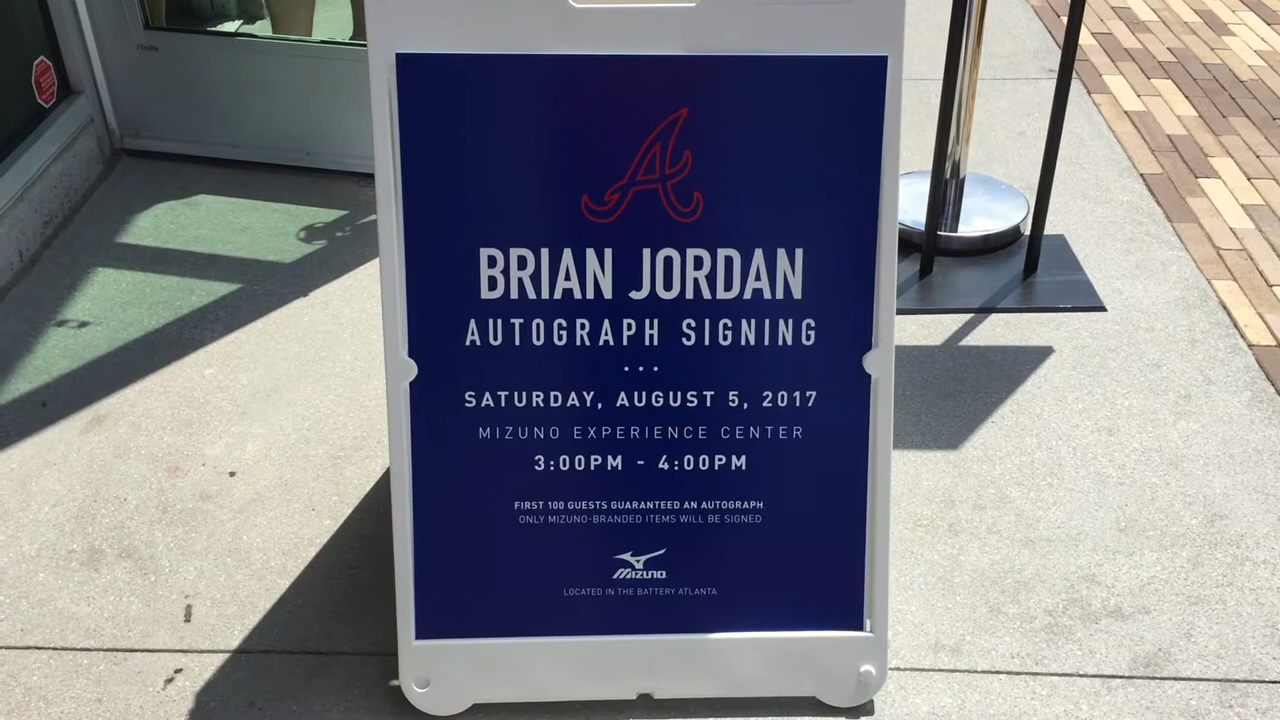 A
BRIAN JORDAN
AUTOGRAPH SIGNING
...
SATURDAY, AUGUST 5, 2017
MIZUNO EXPERIENCE CENTER
3:00PM - 4:00PM
FIRST 100 GUESTS GUARANTEED AN AUTOGRAPH
ONLY MIZUNO-BRANDED ITEMS WILL BE SIGNED
MIZUNO
LOCATED IN THE BATTERY ATLANTA